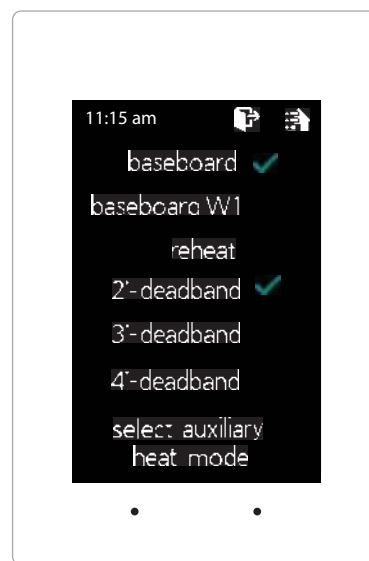 11:15 am
baseboard
baseboard W1
reheat
2°-deadband
3°-deadband
4°-deadband
select auxiliary
heat mode